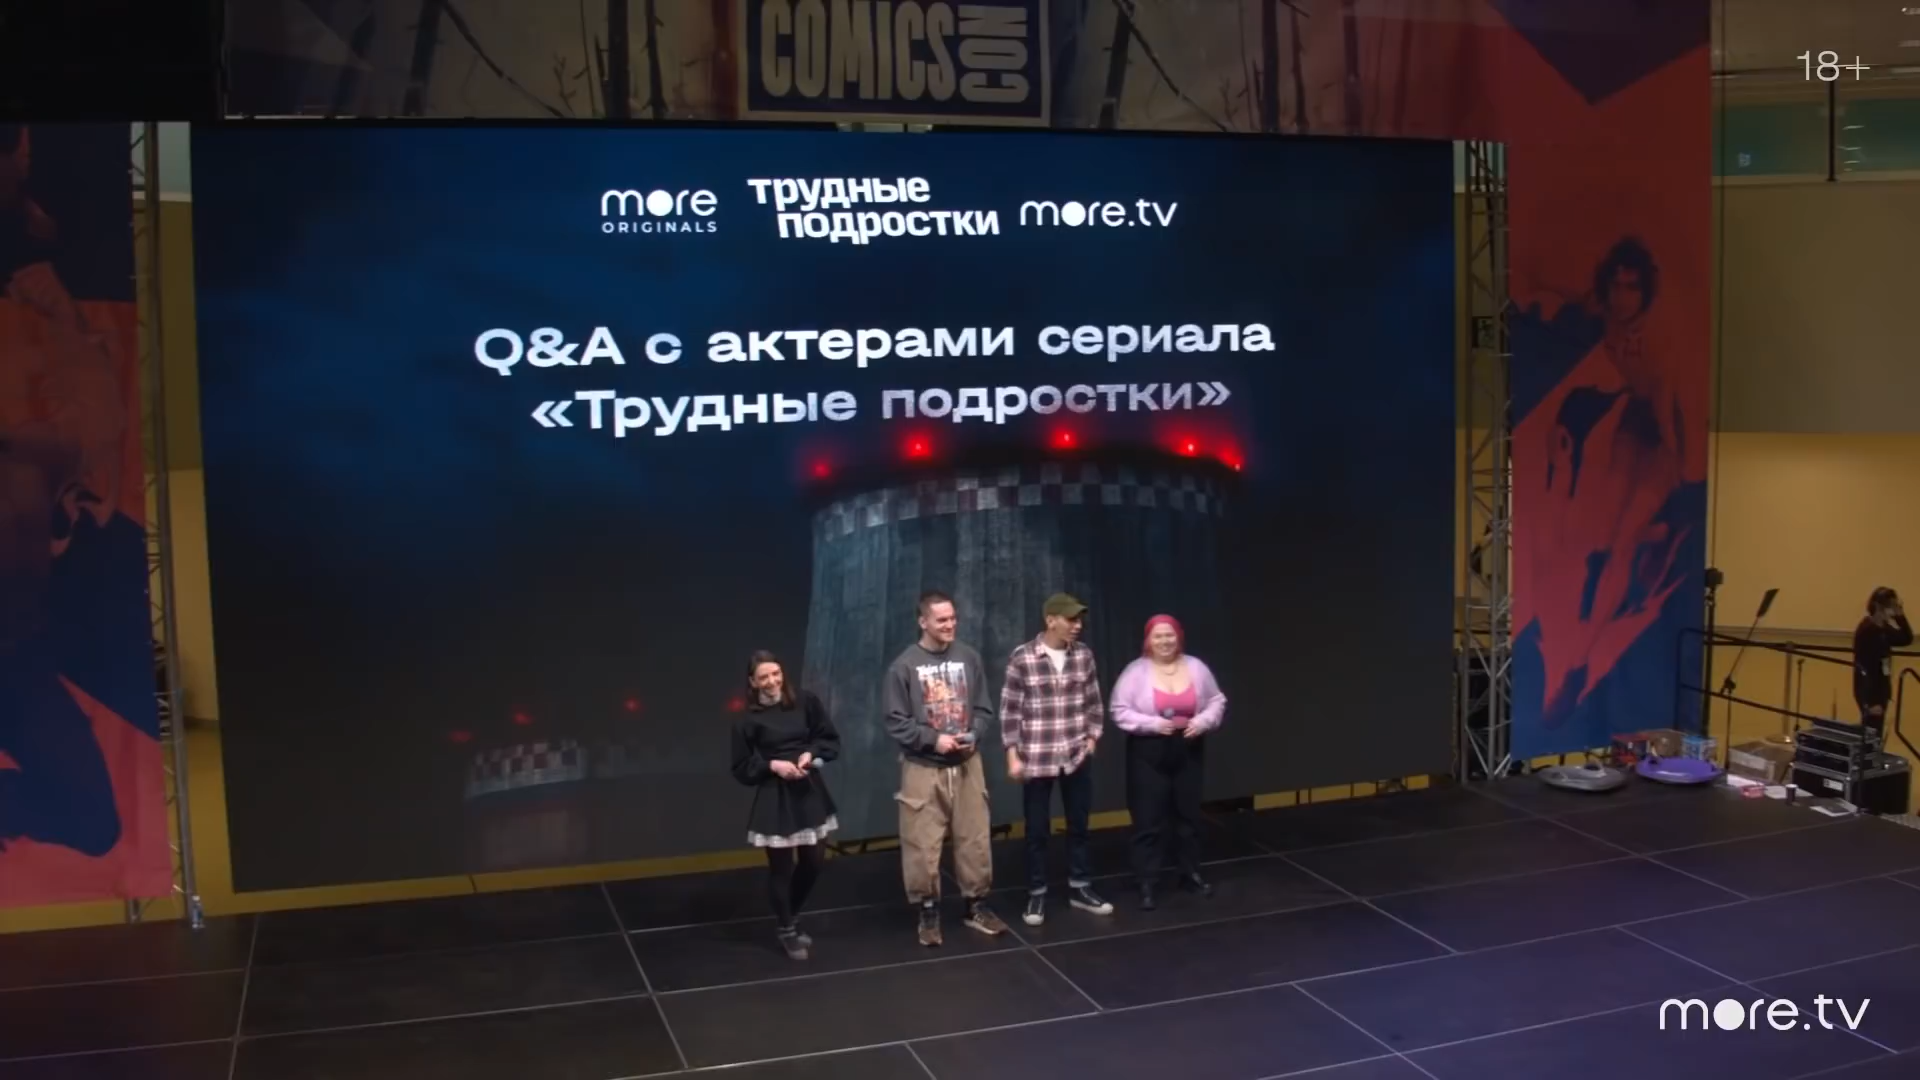 COMICS
CON
18+
more
ORIGINALS
трудные
подростки
more.tv
Q&A с актерами сериала
«Трудные подростки»
more.tv